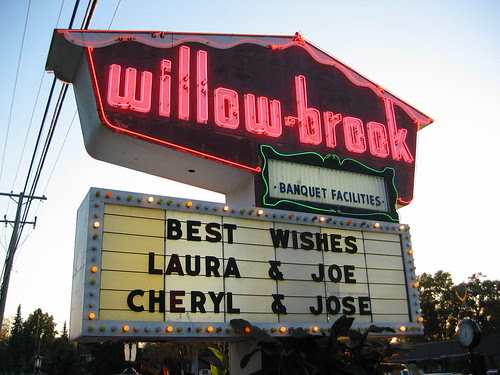 willow-brook
· BANQUET FACILITIES ·
BEST WISHES
LAURA & JOE
CHERYL & JOSE